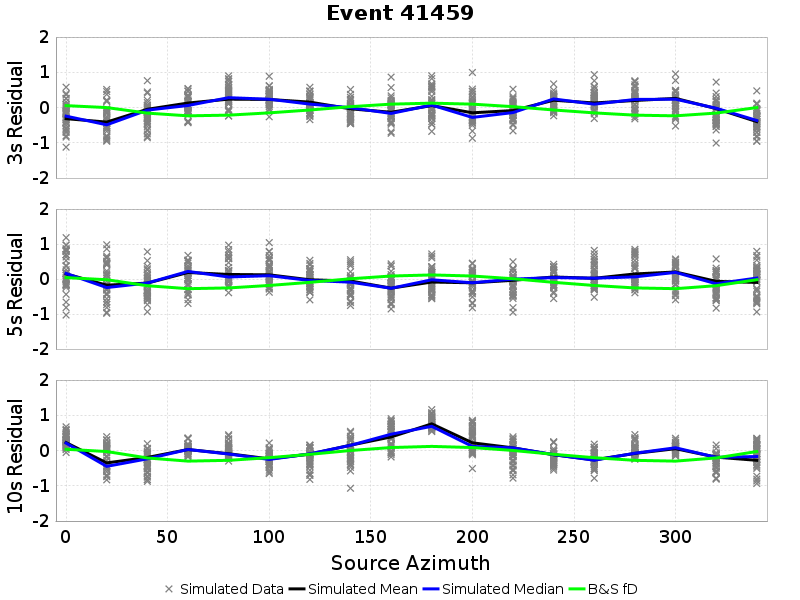 Event 41459
3s Residual
2
1
0
-1
-2
5s Residual
2
1
0
-1
-2
10s Residual
2
1
0
-1
-2
0 50 100 150 200 250 300
Source Azimuth
Simulated Data Simulated Mean Simulated Median B&S fD